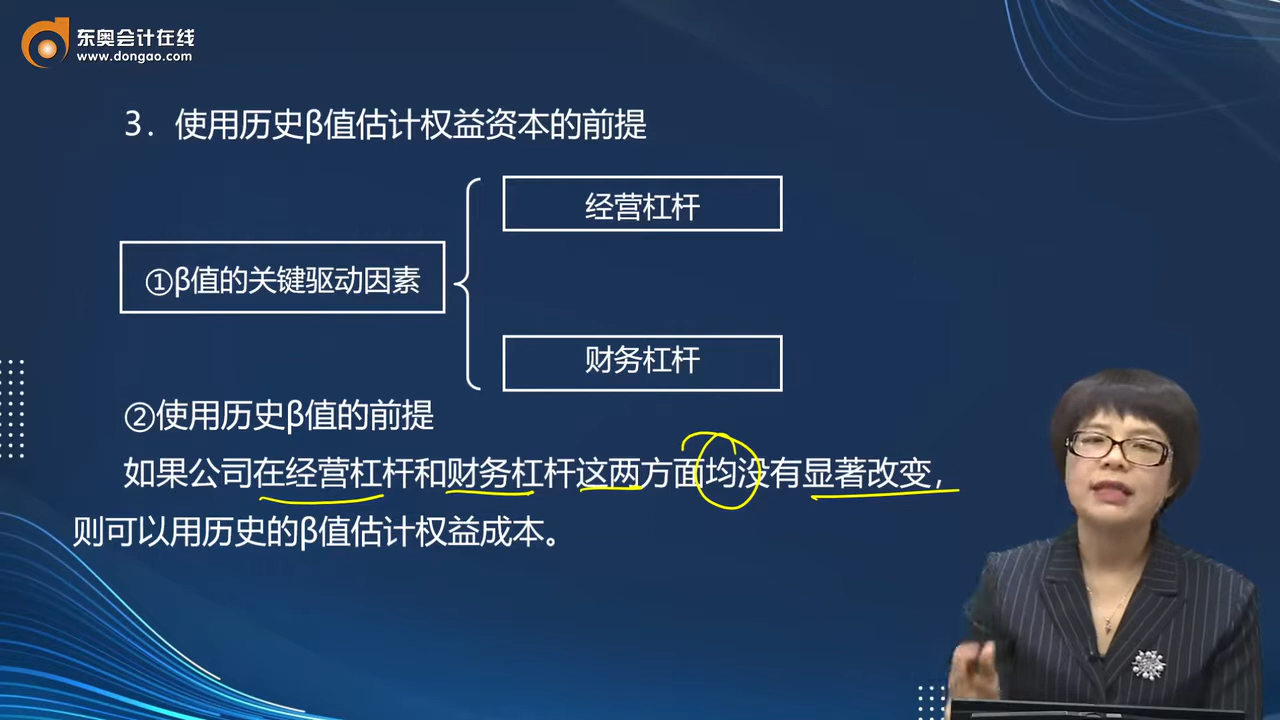 东奥会计在线
www.dongao.com
3. 使用历史β值估计权益资本的前提
经营杠杆
①β值的关键驱动因素
财务杠杆
②使用历史β值的前提
如果公司在经营杠杆和财务杠杆这两方面均没有显著改变，
则可以用历史的β值估计权益成本。